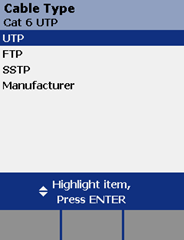 Cable Type
Cat 6 UTP
UTP
FTP
SSTP
Manufacturer
Highlight item,
Press ENTER